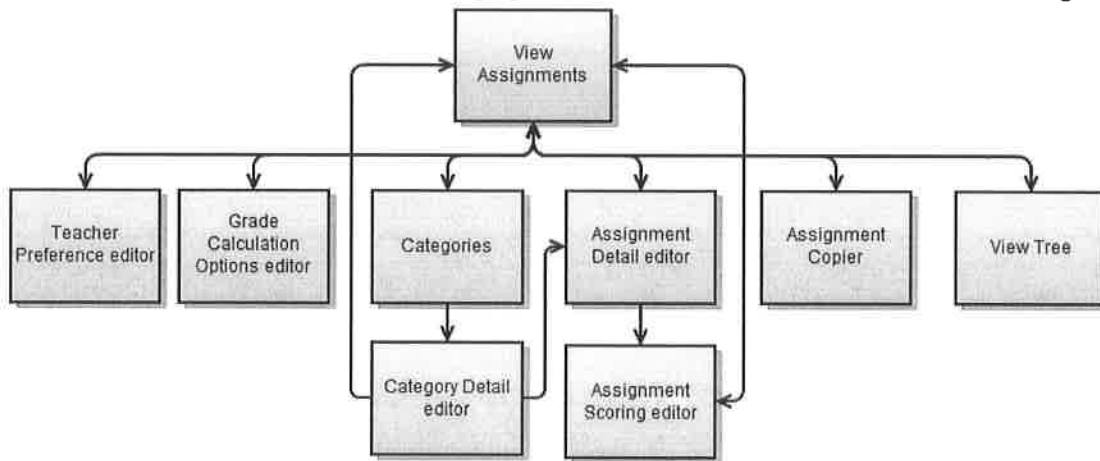 View
Assignments
Teacher
Preference editor
Grade
Calculation
Options editor
Categories
Assignment
Detail editor
Assignment
Copier
View Tree
Category Detail
editor
Assignment
Scoring editor